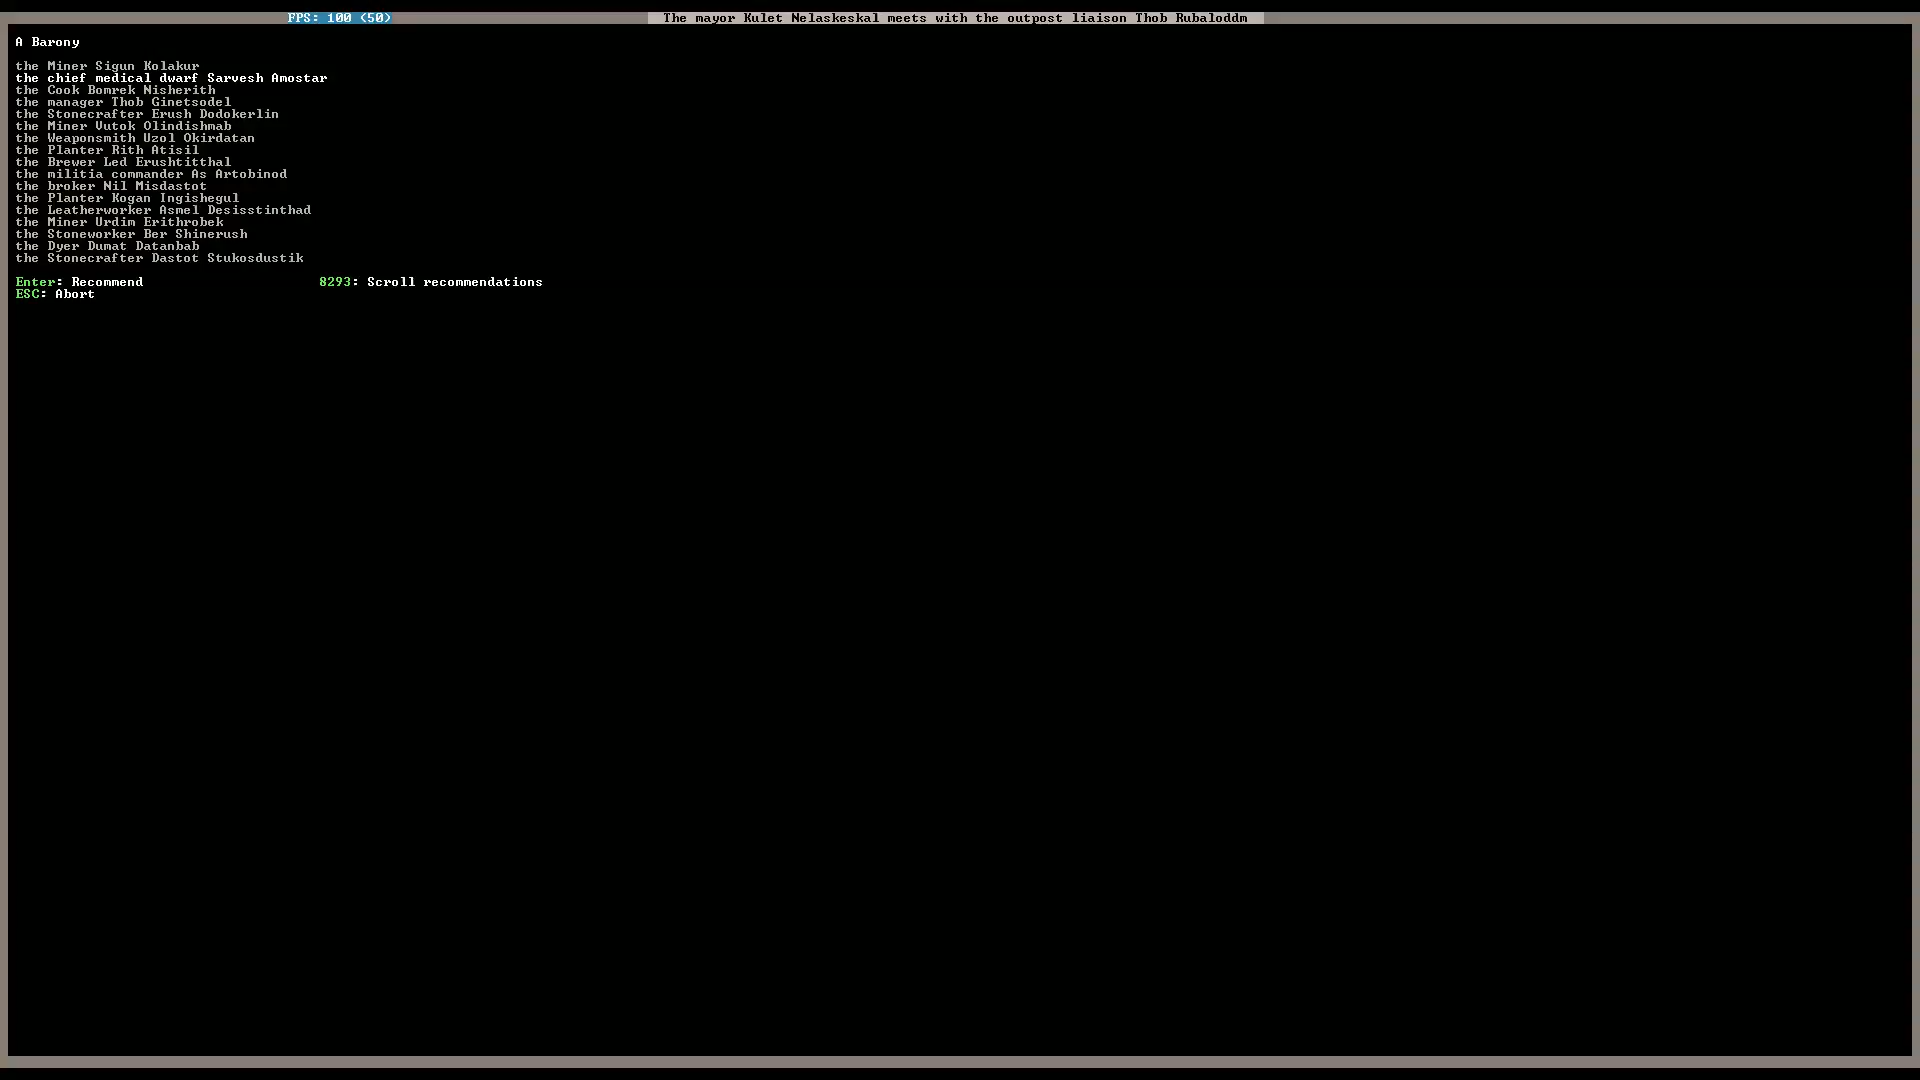 FPS: 100 (50)
The mayor Kulet Nelaskeskal meets with the outpost liaison Thob Rubaloddm
A Barony
the Miner Sigun Kolakur
the chief medical dwarf Sarvesh Amostar
the Cook Bomrek Nisherith
the manager Thob Ginetsodel
the Stonecrafter Erush Dodokerlin
the Miner Vutok Olindishmab
the Weaponsmith Uzol Okirdatan
the Planter Rith Atisil
the Brewer Led Erushtitthal
the militia commander As Artobinod
the broker Nil Misdastot
the Planter Kogan Ingishegul
the Leatherworker Asmel Desisstinthad
the Miner Urdim Erithrobek
the Stoneworker Ber Shinerush
the Dyer Dumat Datanbab
the Stonecrafter Dastot Stukosdustik
Enter: Recommend 8293: Scroll recommendations
ESC: Abort